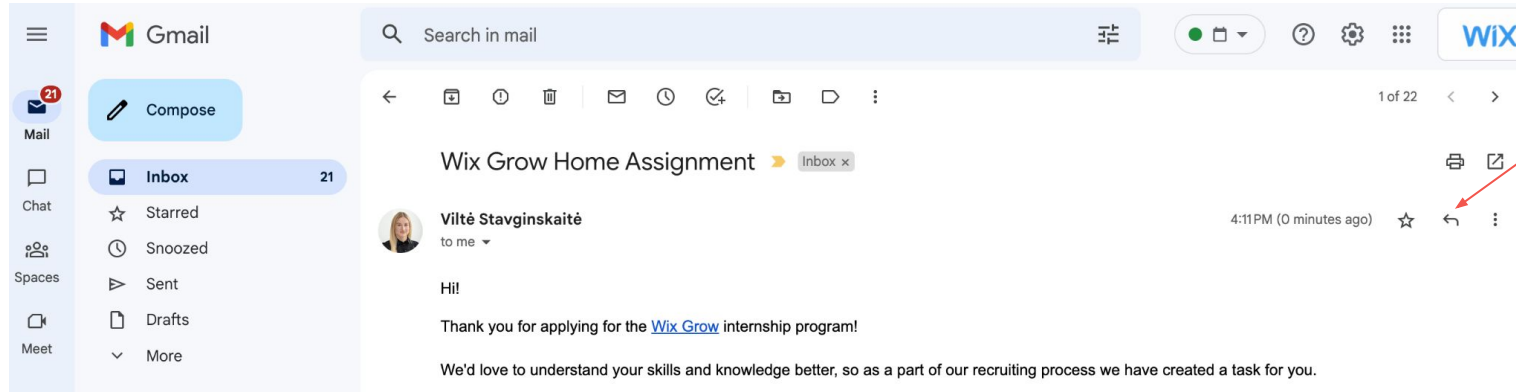 Gmail
Search in mail
WiX
21
Mail
Compose
1 of 22
Wix Grow Home Assignment
Inbox x
Inbox 21
Chat
Starred
Viltė Stavginskaitė
4:11 PM (0 minutes ago)
to me
Snoozed
Spaces
Sent
Hi!
Drafts
Thank you for applying for the Wix Grow internship program!
Meet
More
We'd love to understand your skills and knowledge better, so as a part of our recruiting process we have created a task for you.